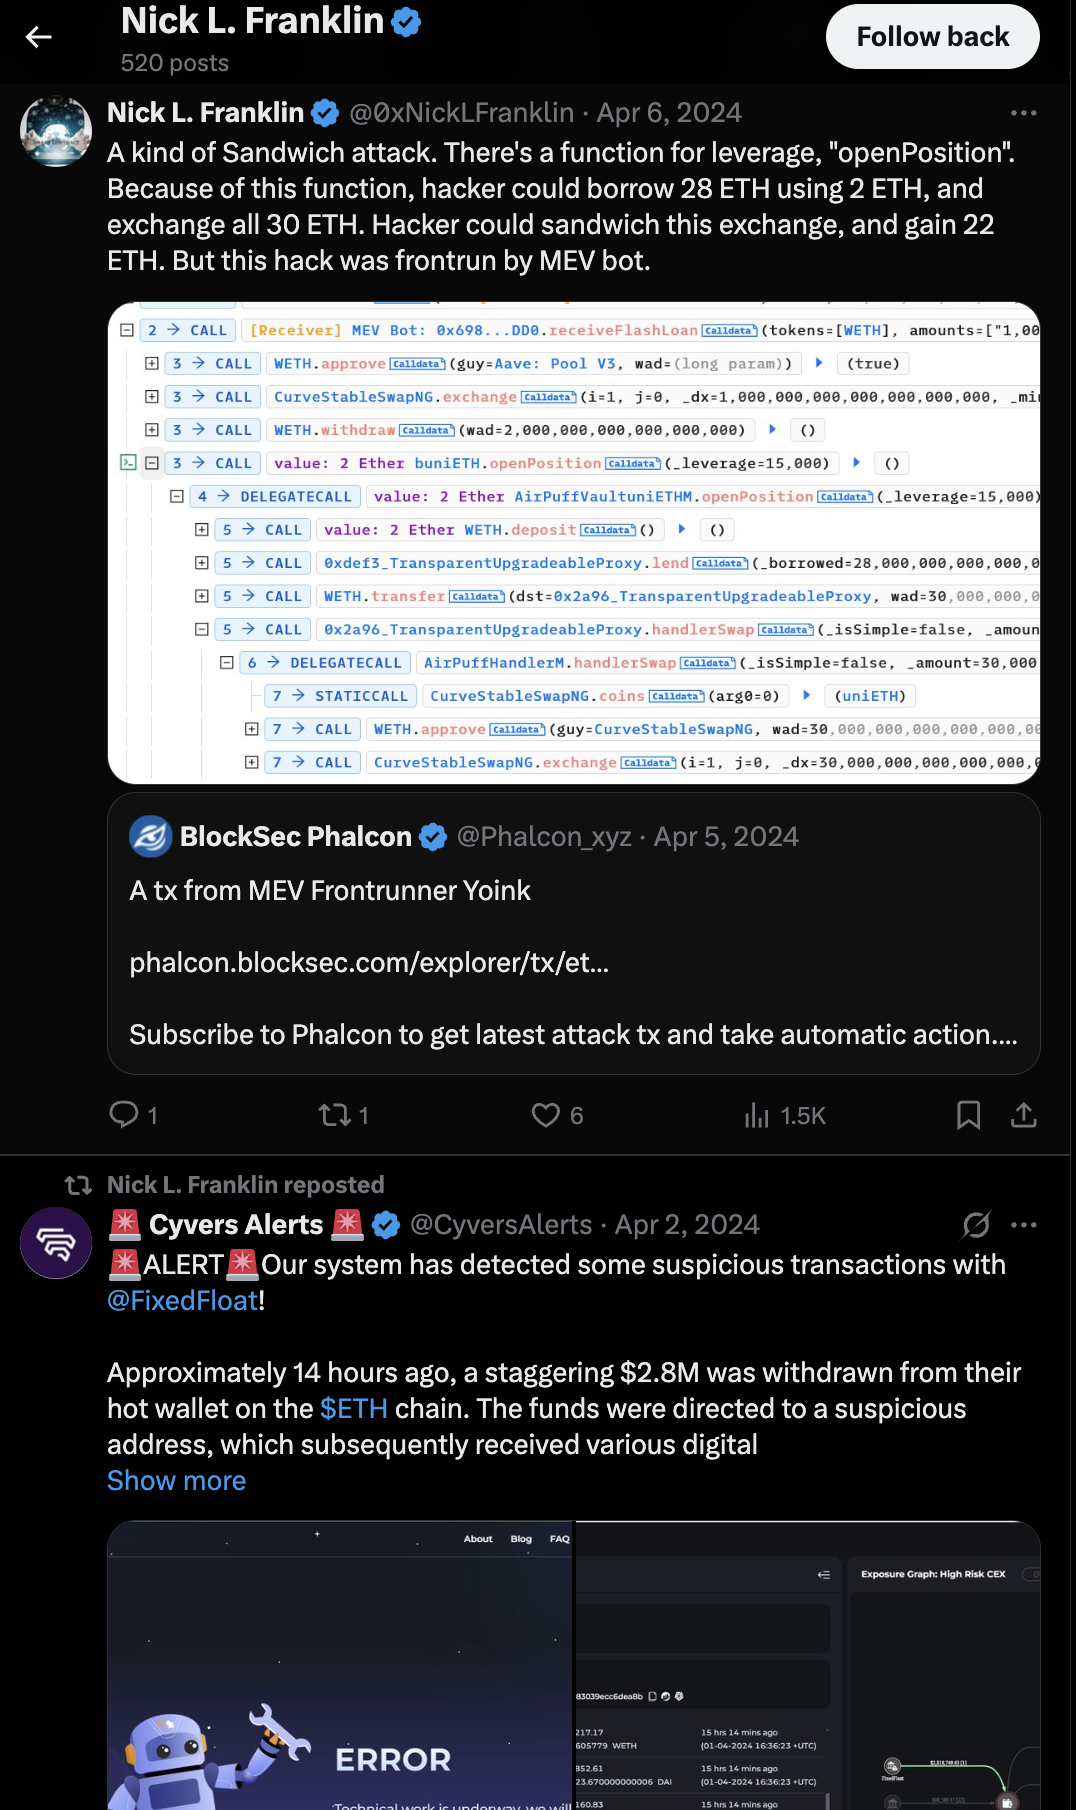 Nick L. Franklin
520 posts
Follow back
Nick L. Franklin @0xNickLFranklin · Apr 6, 2024
A kind of Sandwich attack. There's a function for leverage, "openPosition".
Because of this function, hacker could borrow 28 ETH using 2 ETH, and
exchange all 30 ETH. Hacker could sandwich this exchange, and gain 22
ETH. But this hack was frontrun by MEV bot.
2 → CALL [Receiver] MEV Bot: 0x698...DD0.receiveFlashLoan Calldata (tokens=[WETH], amounts=["1,00
3 → CALL WETH.approve Calldata (guy=Aave: Pool V3, wad=(long param)) (true)
3 → CALL CurveStableSwapNG.exchange Calldata (i=1, j=0, _dx=1,000,000,000,000,000,000,000, _mi
3 → CALL WETH.withdraw Calldata (wad=2,000,000,000,000,000,000) ()
3 → CALL value: 2 Ether buniETH.openPosition Calldata (_leverage=15,000) ()
4 → DELEGATECALL value: 2 Ether AirPuffVaultuniETHM.openPosition Calldata (_leverage=15,000)
5 → CALL value: 2 Ether WETH.deposit Calldata () ()
5 → CALL 0xdef3_TransparentUpgradeableProxy.lend Calldata (_borrowed=28,000,000,000,000,0
5 → CALL WETH.transfer Calldata (dst=0x2a96_TransparentUpgradeableProxy, wad=30,000,000,0
5 → CALL 0x2a96_TransparentUpgradeableProxy.handlerSwap Calldata (_isSimple=false, _amoun
6 → DELEGATECALL AirPuffHandlerM.handlerSwap Calldata (_isSimple=false, _amount=30,000
7 → STATICCALL CurveStableSwapNG.coins Calldata (arg0=0) (uniETH)
7 → CALL WETH.approve Calldata (guy=CurveStableSwapNG, wad=30,000,000,000,000,000,00
7 → CALL CurveStableSwapNG.exchange Calldata (i=1, j=0, _dx=30,000,000,000,000,000,0
BlockSec Phalcon @Phalcon_xyz · Apr 5, 2024
A tx from MEV Frontrunner Yoink
phalcon.blocksec.com/explorer/tx/et...
Subscribe to Phalcon to get latest attack tx and take automatic action....
1 1 6 1.5K
Nick L. Franklin reposted
🚨 Cyvers Alerts 🚨 @CyversAlerts · Apr 2, 2024
🚨ALERT🚨Our system has detected some suspicious transactions with
@FixedFloat!
Approximately 14 hours ago, a staggering $2.8M was withdrawn from their
hot wallet on the $ETH chain. The funds were directed to a suspicious
address, which subsequently received various digital
Show more
About Blog FAQ
ERROR
Technical work is underway, we will
Exposure Graph: High Risk CEX
83039ecc6dea8b
217.17 15 hrs 14 mins ago
605779 WETH (01-04-2024 16:36:23 +UTC)
352.61 15 hrs 14 mins ago
23.670000000006 DAI (01-04-2024 16:36:23 +UTC)
160.83 15 hrs 14 mins ago
FixedFloat